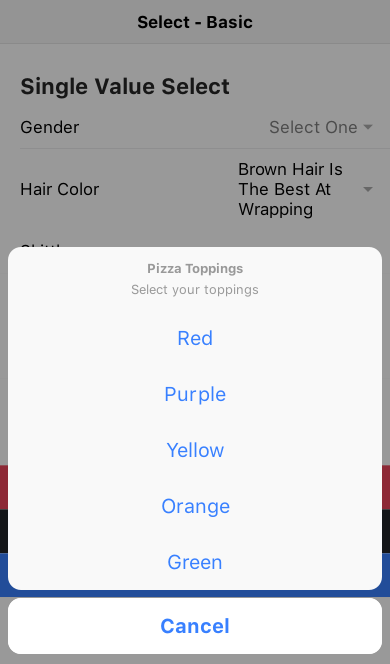 Select - Basic
Single Value Select
Gender
Select One
Hair Color
Brown Hair Is
The Best At
Wrapping
Pizza Toppings
Select your toppings
Red
Purple
Yellow
Orange
Green
Cancel